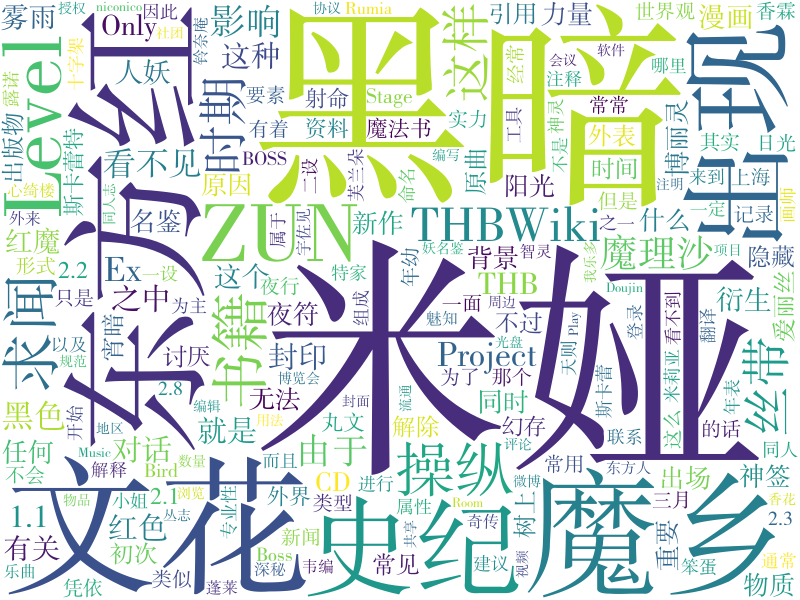 雾雨
授权
niconico
因此
Only
影响
这样
引用
力量
协议
Rumia
世界观
漫画
香霖
十字架
社团
铃奈庵
人妖
红
时期
这种
黑
暗
现
要素
射命
Stage
经常
注释
会议
软件
哪里
露诺
出版物
Level
有着
资料
魔法书
实力
工具
常常
不是
神灵
外表
博丽灵
其实
日光
看不见
BOSS
二设
原曲
命名
编写
时间
来到
上海
注明
画师
心绮楼
斯卡蕾特
同人志
方
原因
芙兰朵
阳光
出
但是
一定
记录
外来
名鉴
属于
宇佐见
ZUN
新作
THBWiki
之一
什么
红魔
2.2
Ex
一设
这个
背景
年幼
智灵
妖名鉴
项目
魔理沙
隐藏
形式
求闻
只是
之中
为主
夜行
特家
THB
我乐多
Doujin
衍生
爱丽丝
以及
规范
东
宵暗
书籍
夜符
组成
一面
魅知
周边
光盘
Play
登录
翻译
看不到
讨厌
封印
不过
Project
天则
2.8
博览会
米
娅
丝带
黑色
开始
地区
编辑
用法
无法
为了
那个
斯卡蕾
联系
这么
米莉亚
年表
的话
任何
对话
就是
丸文
解除
同时
幻存
封面
流通
评论
常用
东方人
同人
不会
解释
Music
数量
Bird
而且
由于
操纵
出场
神签
1.1
物品
浏览
小姐
2.1
外界
CD
进行
类型
属性
Room
微博
树上
三月
2.3
有关
文
花
红色
丛志
专业性
新闻
史
纪
奇传
魔
乡
重要
香花
乐曲
初次
Boss
常见
共享
建议
视频
笨蛋
通常
凭依
类似
蓬莱
深秘
韦编
物质